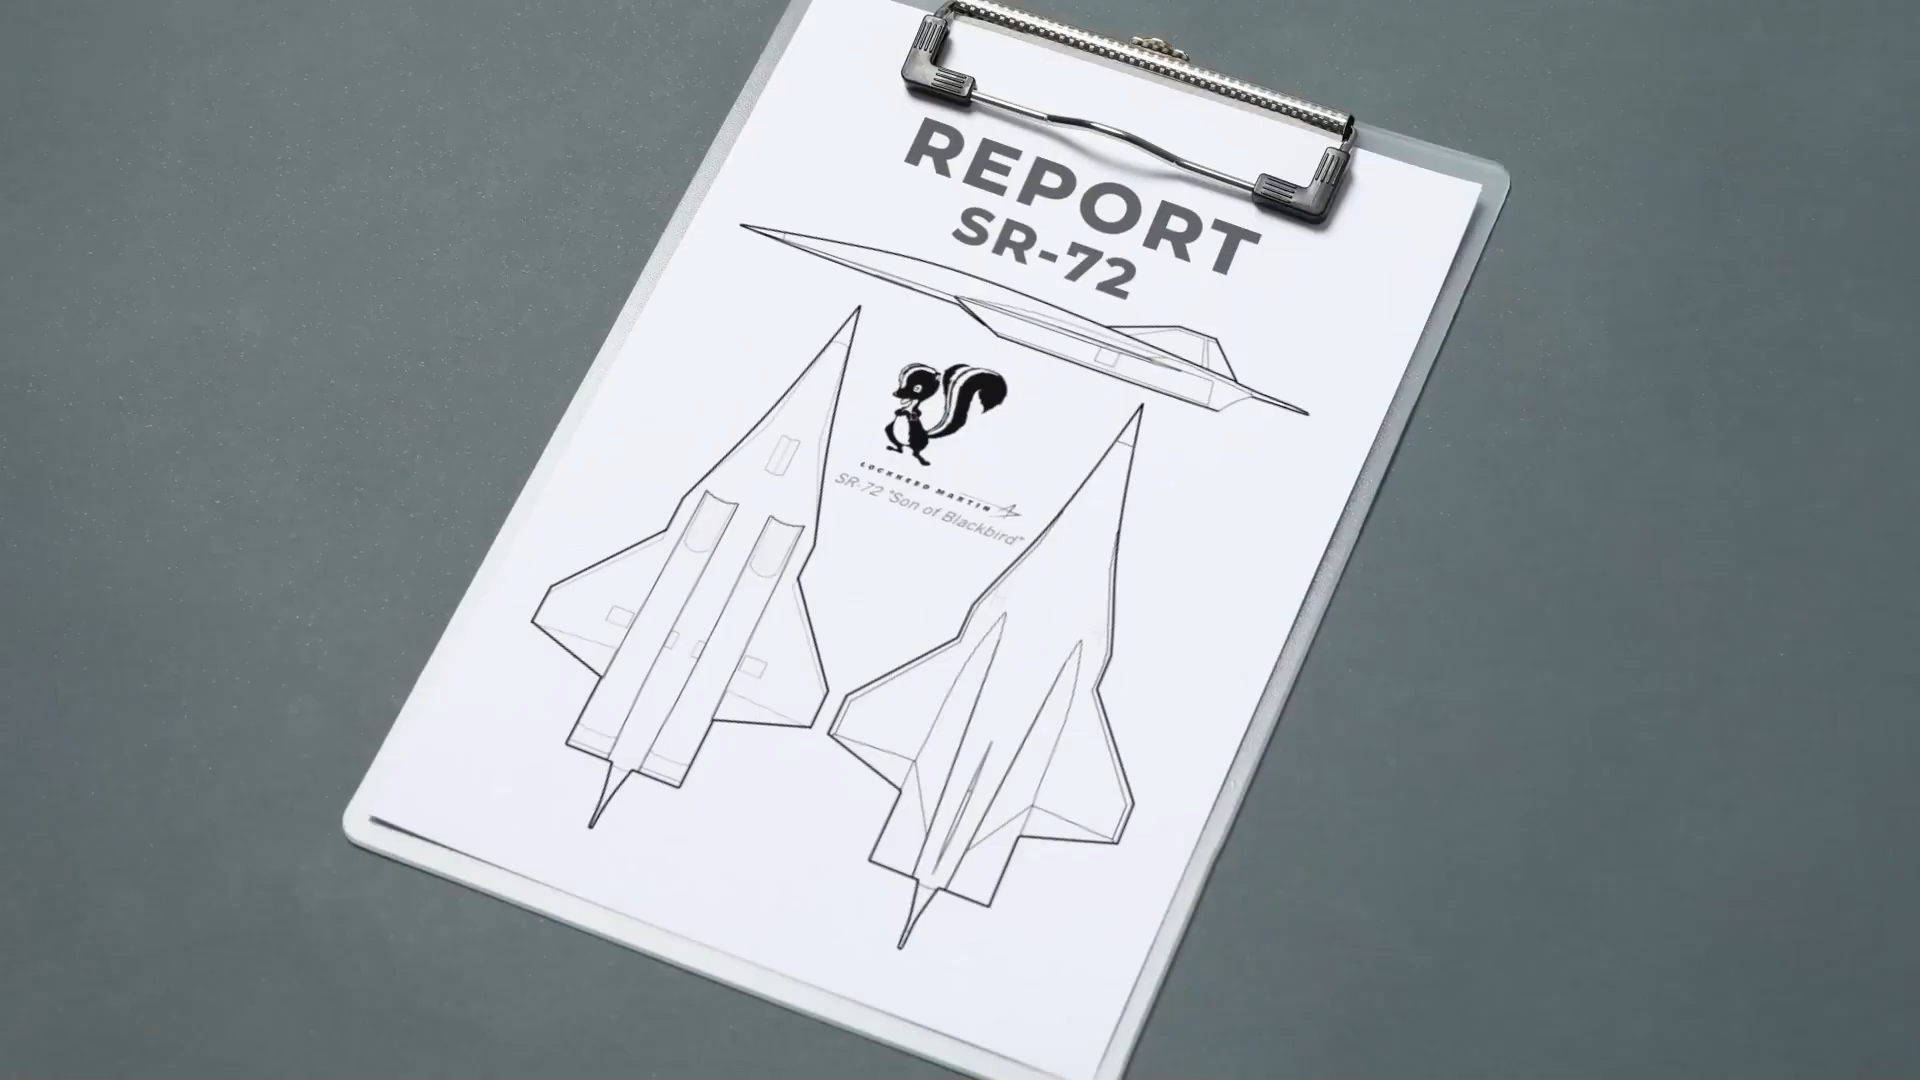 REPORT
SR-72
LOCKHEED MARTIN
SR-72 "Son of Blackbird"